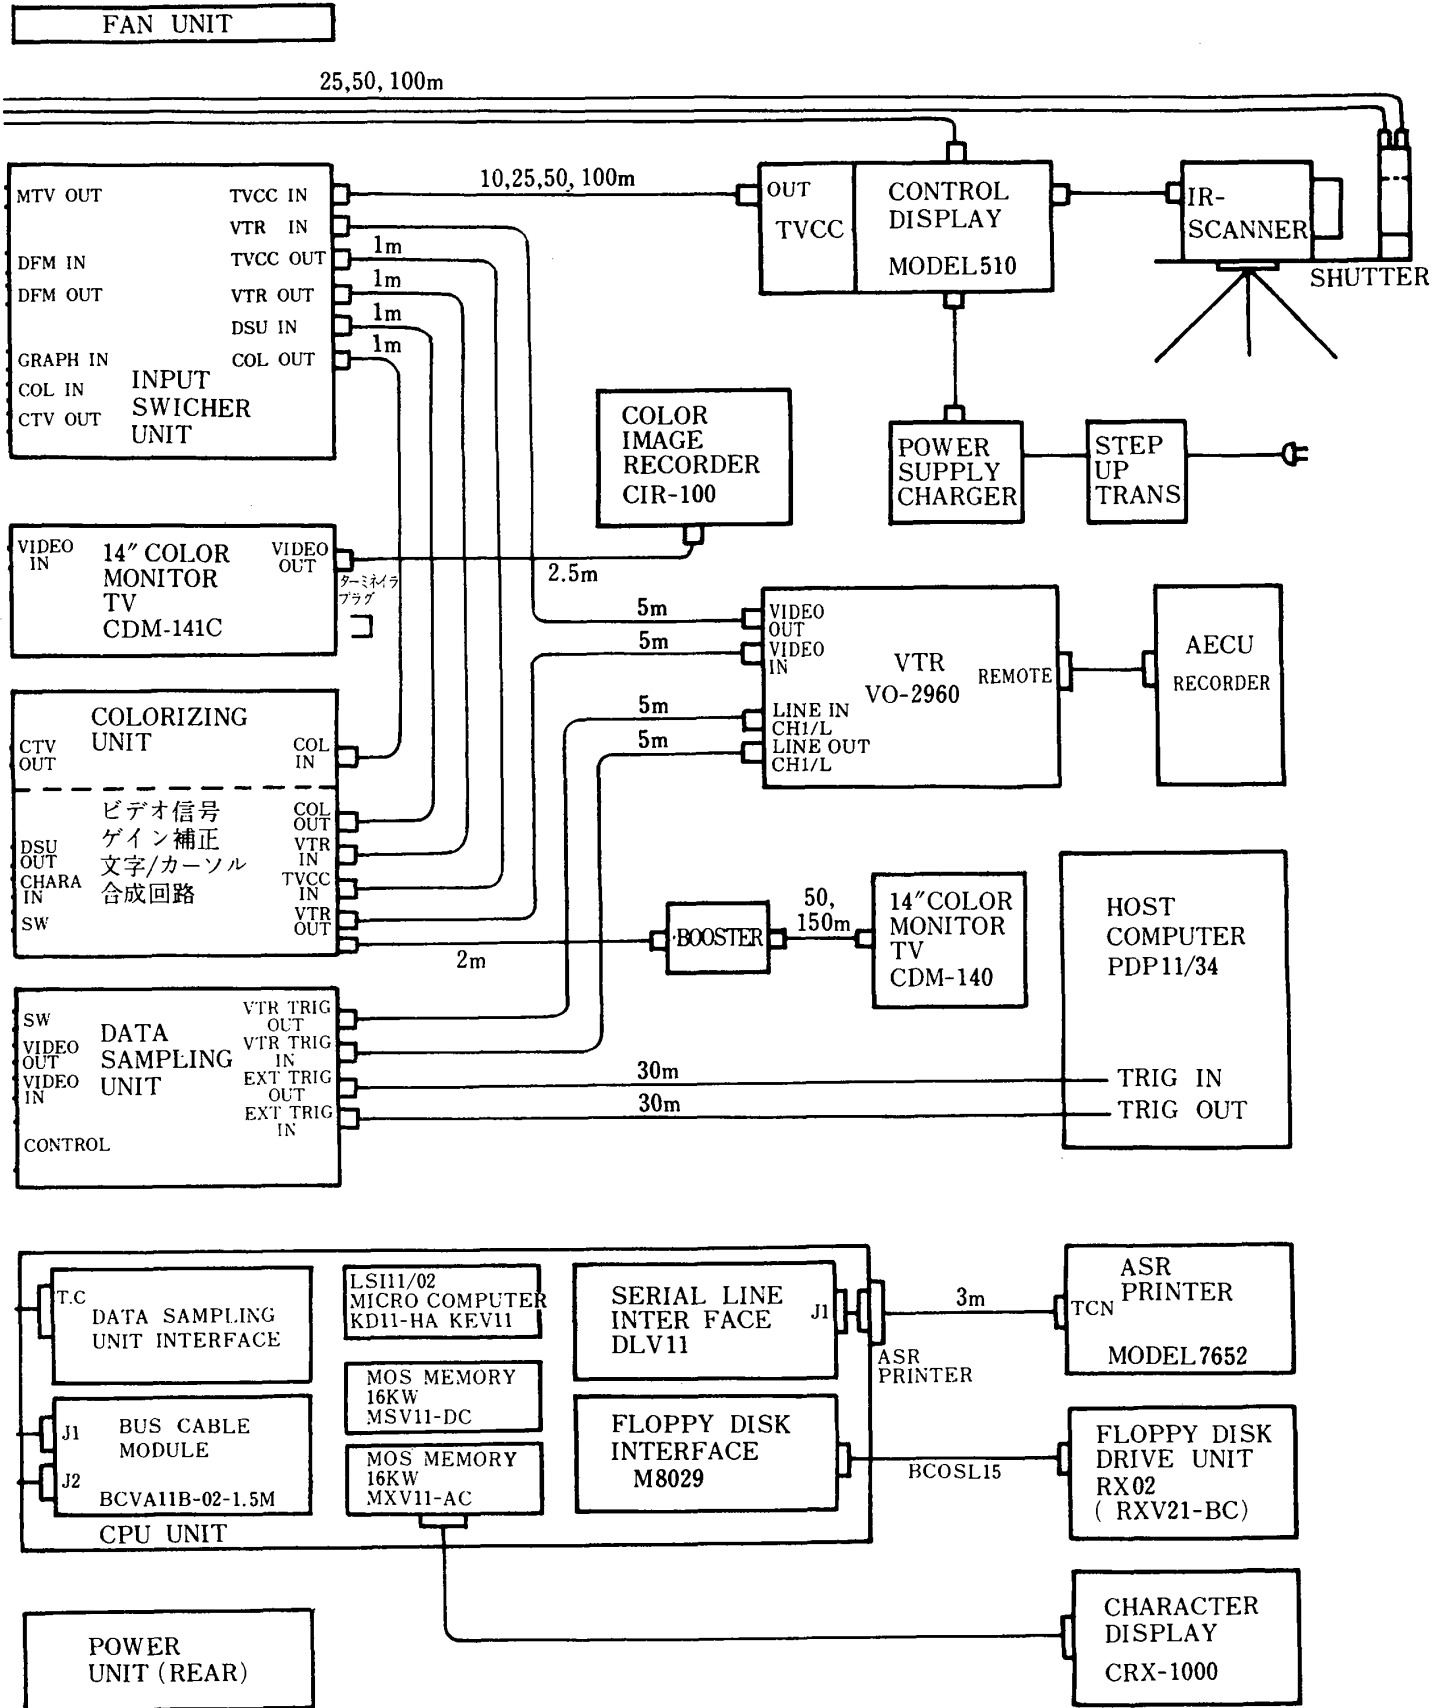 FAN UNIT
25,50,100m
MTV OUT
DFM IN
DFM OUT
GRAPH IN
COL IN
CTV OUT
INPUT
SWICHER
UNIT
TVCC IN
VTR IN
TVCC OUT
VTR OUT
DSU IN
COL OUT
1m
1m
1m
1m
10,25,50,100m
OUT
TVCC
CONTROL
DISPLAY
MODEL510
IR-
SCANNER
SHUTTER
COLOR
IMAGE
RECORDER
CIR-100
POWER
SUPPLY
CHARGER
STEP
UP
TRANS
VIDEO
IN
14″COLOR
MONITOR
TV
CDM-141C
VIDEO
OUT
ターミネイタ
プラグ
2.5m
5m
5m
5m
5m
VIDEO
OUT
VIDEO
IN
LINE IN
CH1/L
LINE OUT
CH1/L
VTR
VO-2960
REMOTE
AECU
RECORDER
COLORIZING
UNIT
CTV
OUT
COL
IN
ビデオ信号
ゲイン補正
文字/カーソル
合成回路
DSU
OUT
CHARA
IN
SW
COL
OUT
VTR
IN
TVCC
IN
VTR
OUT
2m
BOOSTER
50,
150m
14″COLOR
MONITOR
TV
CDM-140
HOST
COMPUTER
PDP11/34
TRIG IN
TRIG OUT
SW
VIDEO
OUT
VIDEO
IN
CONTROL
DATA
SAMPLING
UNIT
VTR TRIG
OUT
VTR TRIG
IN
EXT TRIG
OUT
EXT TRIG
IN
30m
30m
T.C
DATA SAMPLING
UNIT INTERFACE
J1
J2
BUS CABLE
MODULE
BCVA11B-02-1.5M
CPU UNIT
LSI11/02
MICRO COMPUTER
KD11-HA KEV11
MOS MEMORY
16KW
MSV11-DC
MOS MEMORY
16KW
MXV11-AC
SERIAL LINE
INTER FACE
DLV11
J1
ASR
PRINTER
3m
TCN
ASR
PRINTER
MODEL7652
FLOPPY DISK
INTERFACE
M8029
BCOSL15
FLOPPY DISK
DRIVE UNIT
RX02
( RXV21-BC)
CHARACTER
DISPLAY
CRX-1000
POWER
UNIT(REAR)